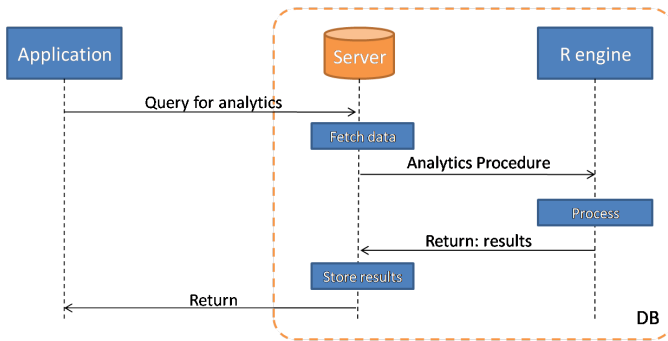 Application
Server
R engine
Query for analytics
Fetch data
Analytics Procedure
Process
Return: results
Store results
Return
DB